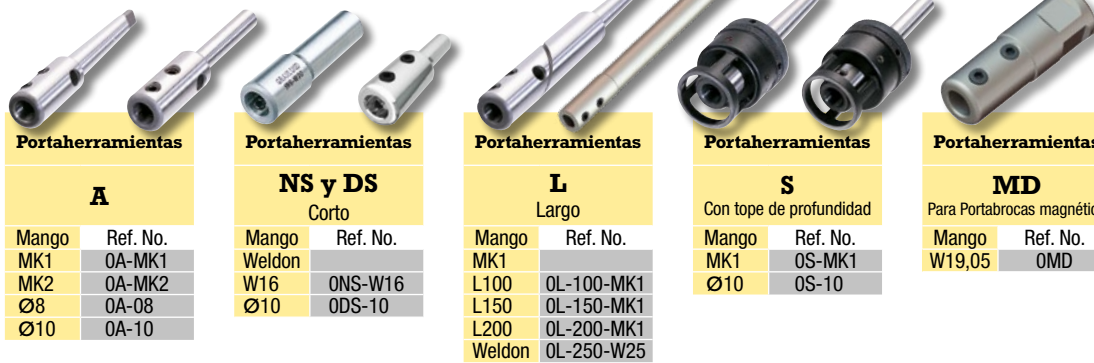 Portaherramientas
A
Mango Ref. No.
MK1 0A-MK1
MK2 0A-MK2
Ø8 0A-08
Ø10 0A-10
Portaherramientas
NS y DS
Corto
Mango Ref. No.
Weldon
W16 0NS-W16
Ø10 0DS-10
Portaherramientas
L
Largo
Mango Ref. No.
MK1
L100 0L-100-MK1
L150 0L-150-MK1
L200 0L-200-MK1
Weldon 0L-250-W25
Portaherramientas
S
Con tope de profundidad
Mango Ref. No.
MK1 0S-MK1
Ø10 0S-10
Portaherramientas
MD
Para Portabrocas magnétic
Mango Ref. No.
W19,05 0MD